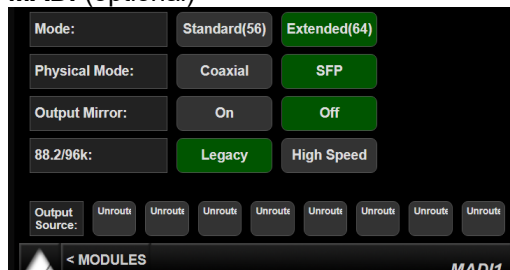 MADI (optional)
Mode: Standard(56) Extended(64)
Physical Mode: Coaxial SFP
Output Mirror: On Off
88.2/96k: Legacy High Speed
Output Source: Unroute Unroute Unroute Unroute Unroute Unroute Unroute Unroute
< MODULES
MADI1